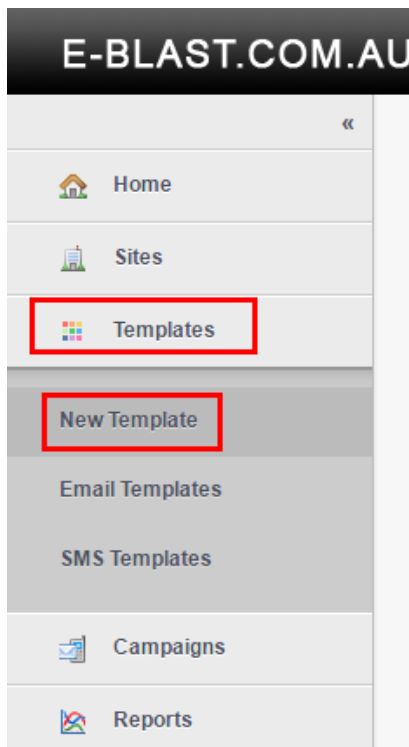 E-BLAST.COM.AU
«
Home
Sites
Templates
New Template
Email Templates
SMS Templates
Campaigns
Reports